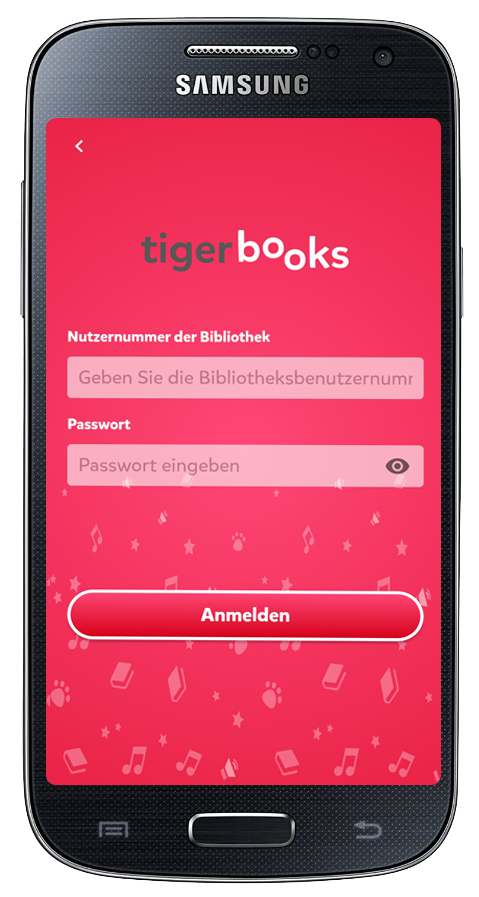 SAMSUNG
tigerbooks
Nutzernummer der Bibliothek
Geben Sie die Bibliotheksbenutzernumr
Passwort
Passwort eingeben
Anmelden